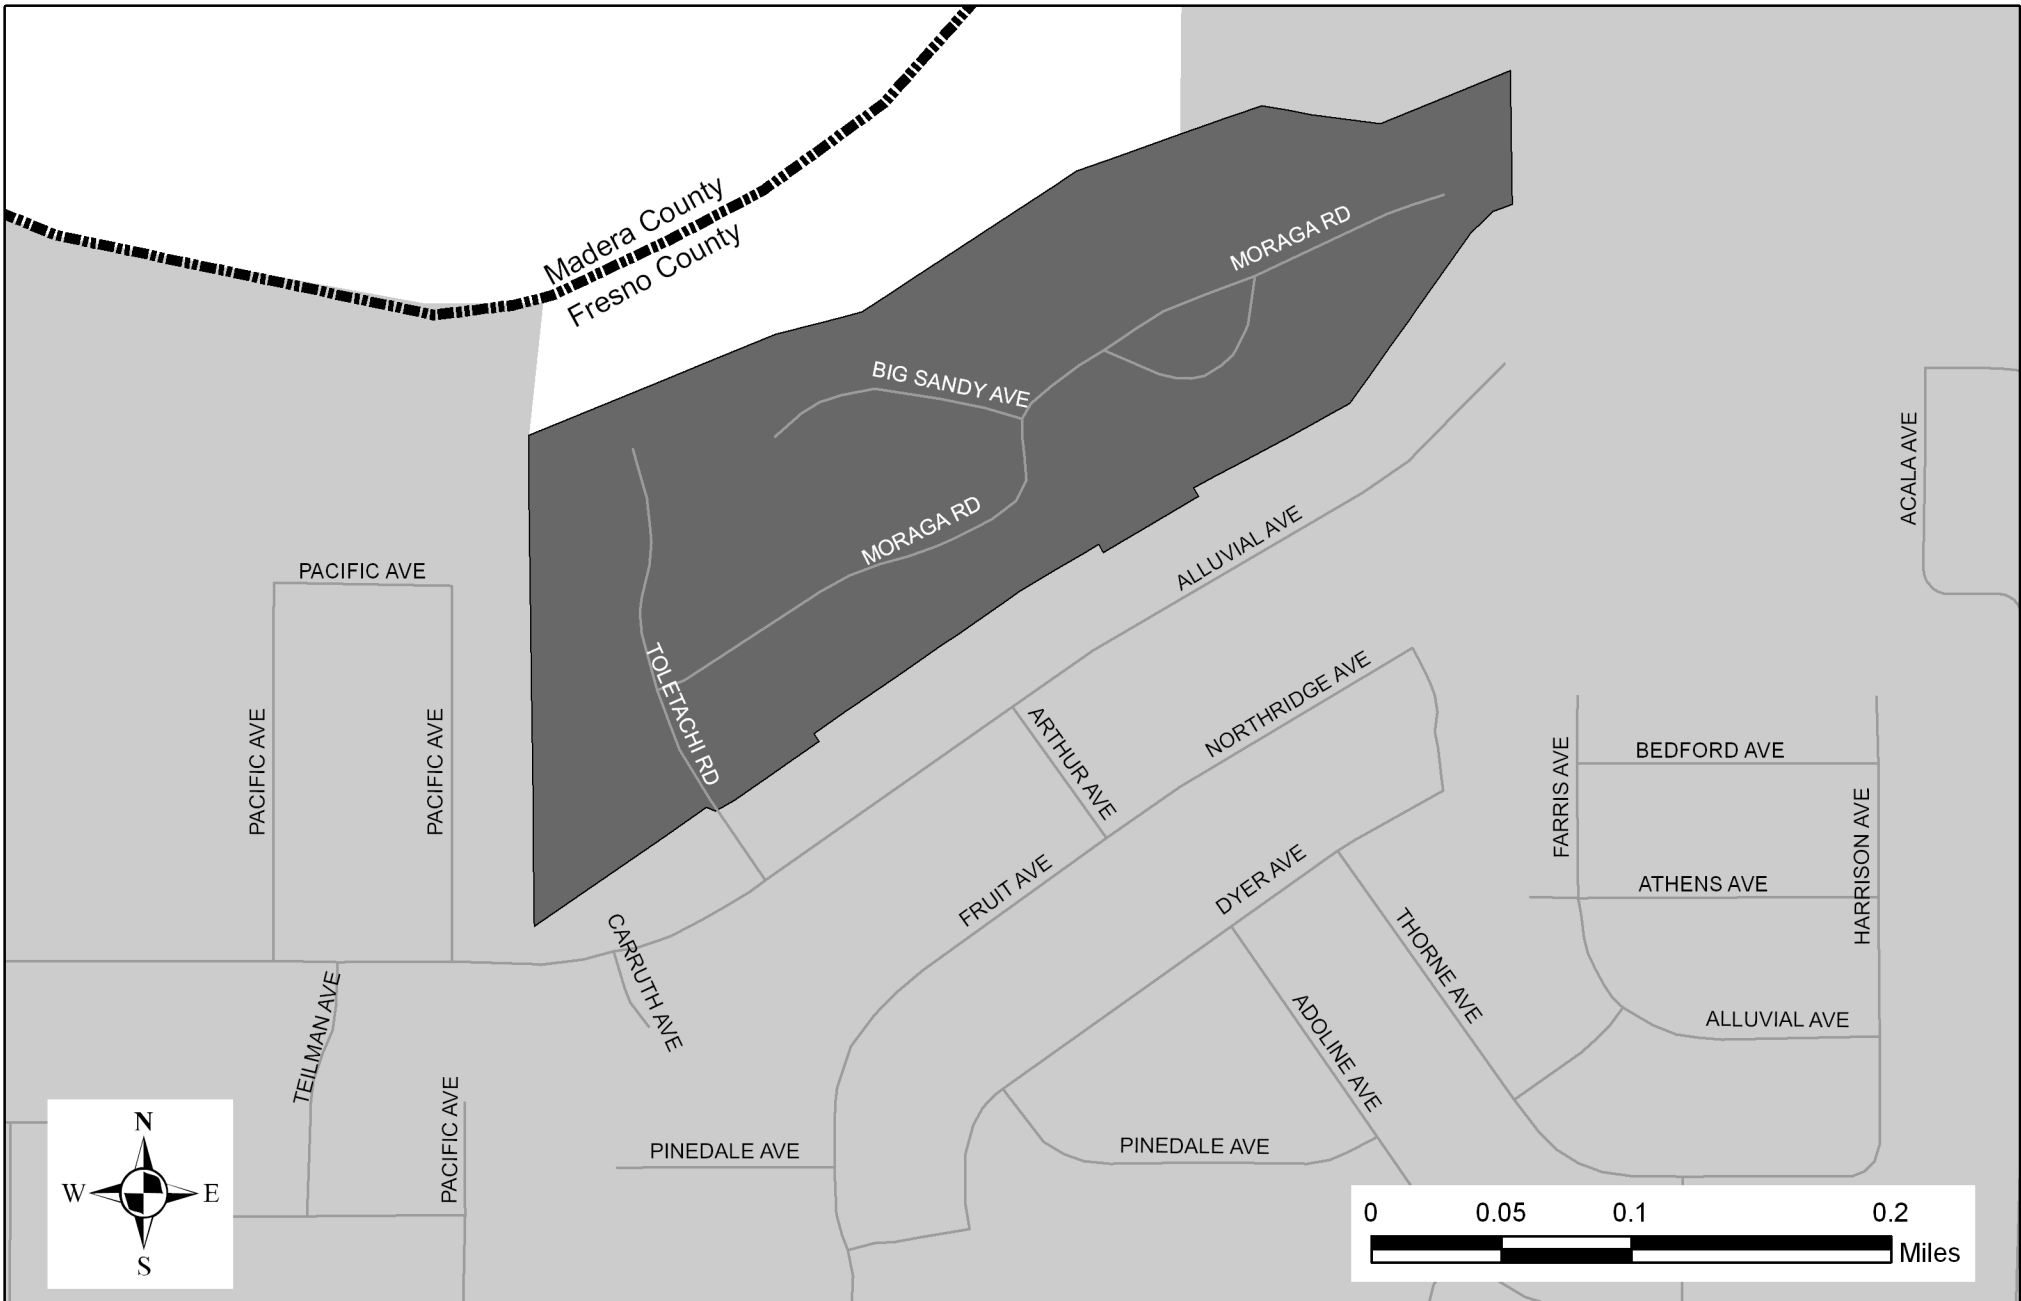 Madera County
Fresno County
MORAGA RD
BIG SANDY AVE
MORAGA RD
TOLETACHI RD
ALLUVIAL AVE
ACALA AVE
PACIFIC AVE
PACIFIC AVE
PACIFIC AVE
ARTHUR AVE
NORTHRIDGE AVE
FARRIS AVE
BEDFORD AVE
HARRISON AVE
ATHENS AVE
FRUIT AVE
DYER AVE
CARRUTH AVE
THORNE AVE
TEILMAN AVE
ADOLINE AVE
ALLUVIAL AVE
PACIFIC AVE
PINEDALE AVE
PINEDALE AVE
N
W E
S
0 0.05 0.1 0.2
Miles